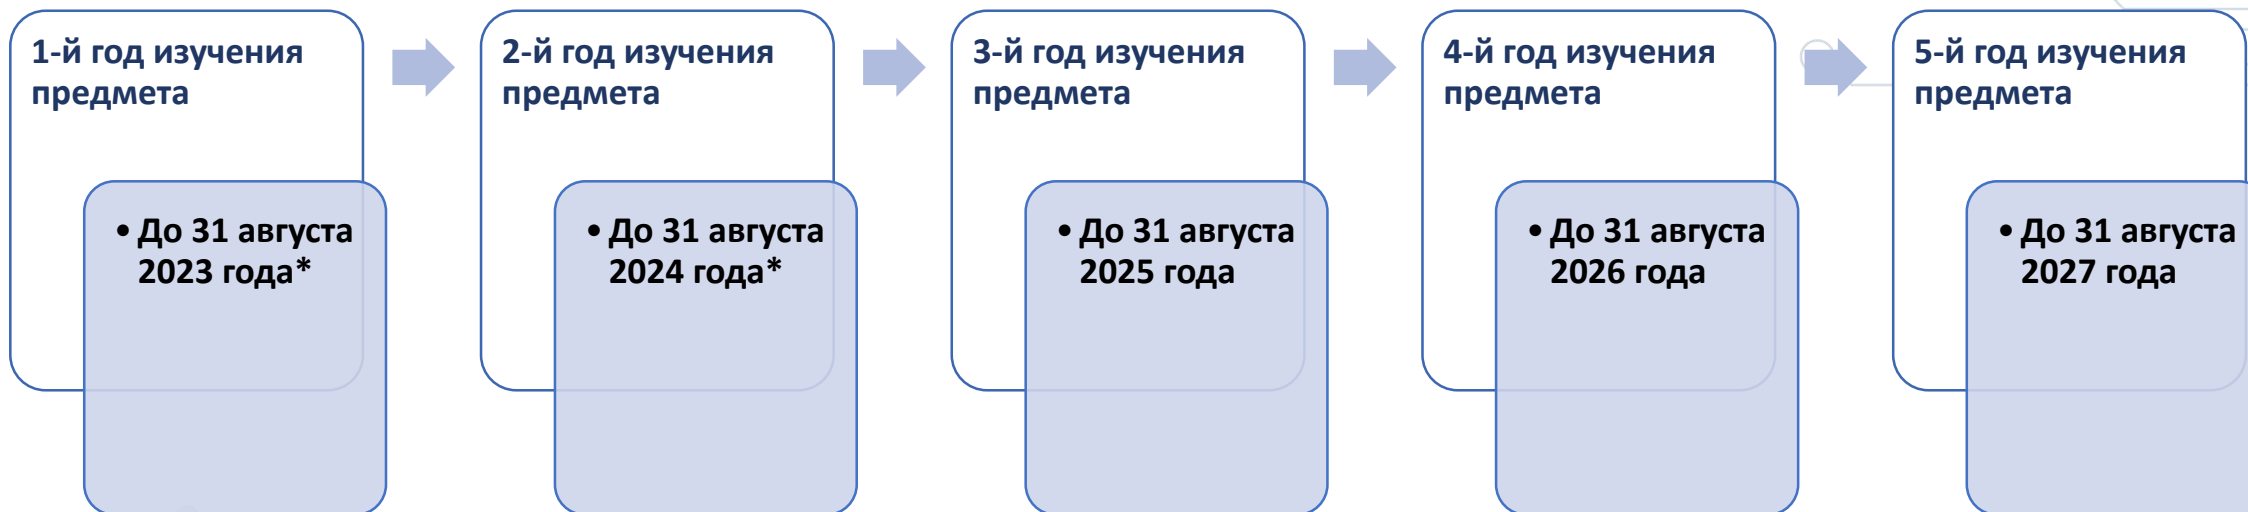 1-й год изучения
предмета
• До 31 августа
2023 года*
2-й год изучения
предмета
• До 31 августа
2024 года*
3-й год изучения
предмета
• До 31 августа
2025 года
4-й год изучения
предмета
• До 31 августа
2026 года
5-й год изучения
предмета
• До 31 августа
2027 года